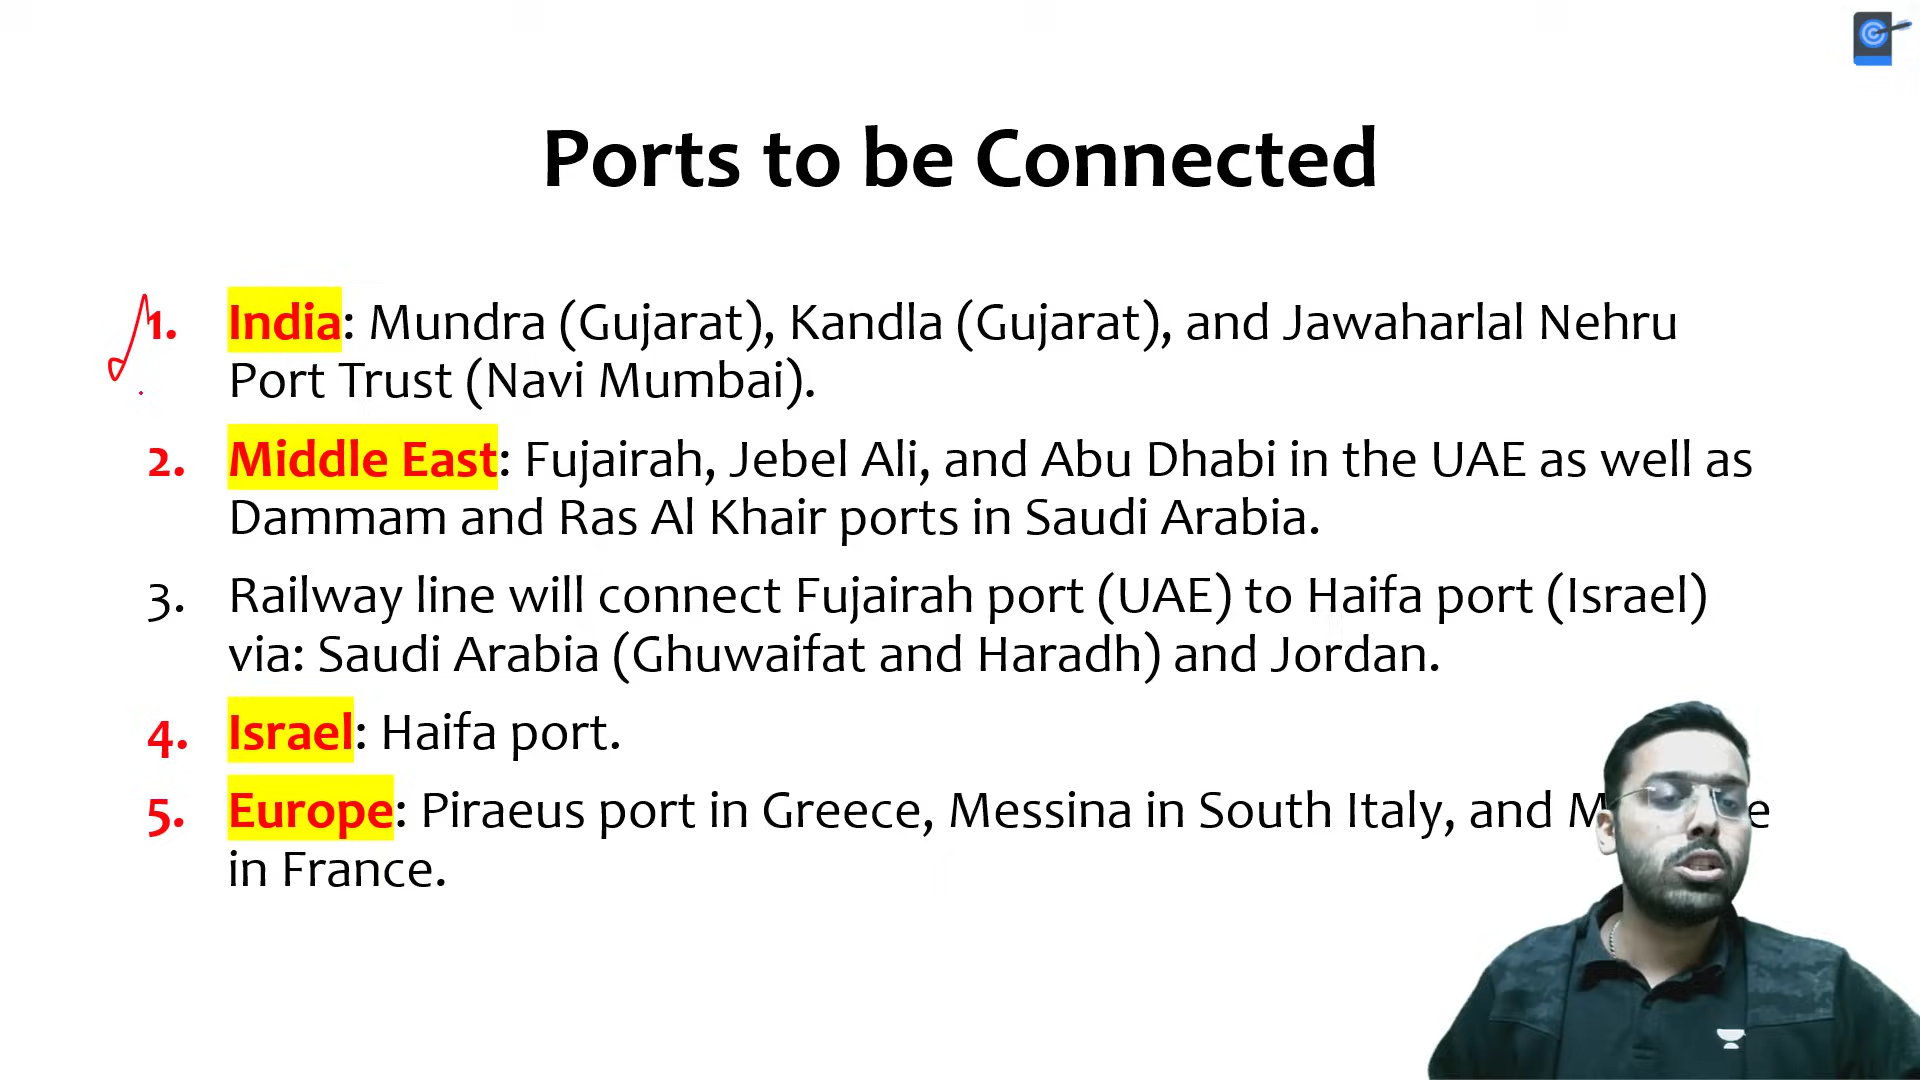 Ports to be Connected
1. India: Mundra (Gujarat), Kandla (Gujarat), and Jawaharlal Nehru
Port Trust (Navi Mumbai).
2. Middle East: Fujairah, Jebel Ali, and Abu Dhabi in the UAE as well as
Dammam and Ras Al Khair ports in Saudi Arabia.
3. Railway line will connect Fujairah port (UAE) to Haifa port (Israel)
via: Saudi Arabia (Ghuwaifat and Haradh) and Jordan.
4. Israel: Haifa port.
5. Europe: Piraeus port in Greece, Messina in South Italy, and
in France.